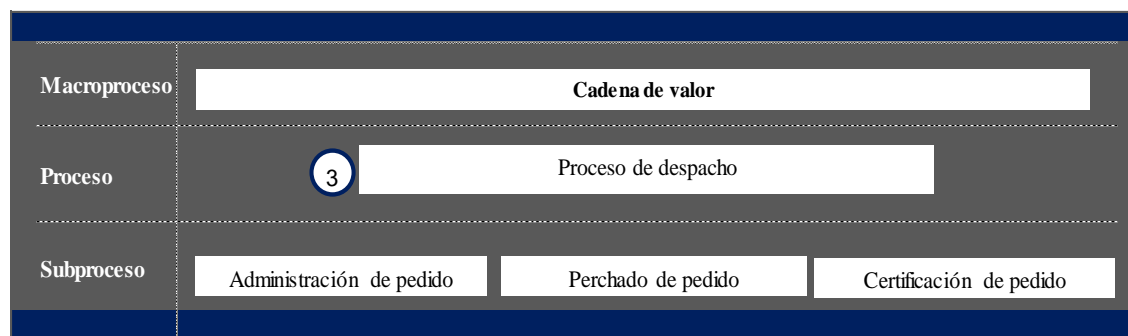 Macroproceso
Cadena de valor
Proceso
3
Proceso de despacho
Subproceso
Administración de pedido
Perchado de pedido
Certificación de pedido